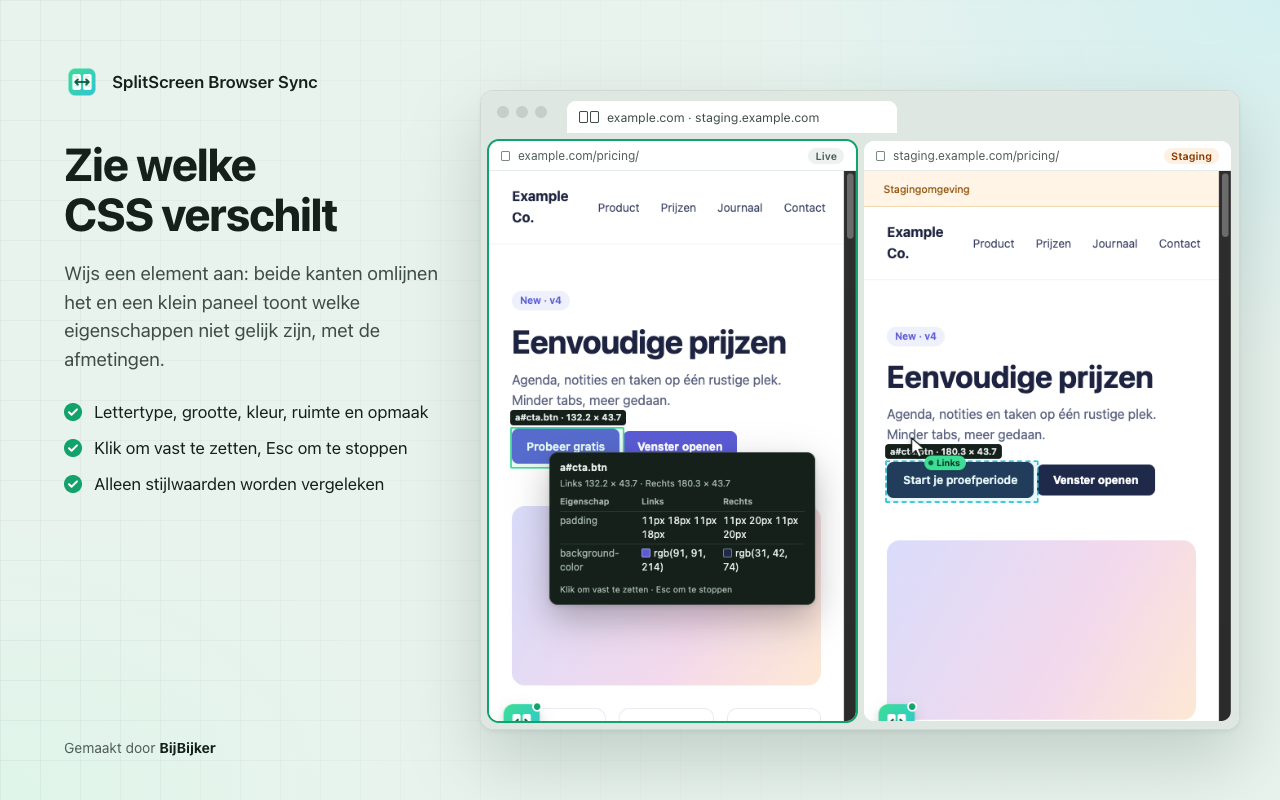 SplitScreen Browser Sync
Zie welke
CSS verschilt
Wijs een element aan: beide kanten omlijnen
het en een klein paneel toont welke
eigenschappen niet gelijk zijn, met de
afmetingen.
Lettertype, grootte, kleur, ruimte en opmaak
Klik om vast te zetten, Esc om te stoppen
Alleen stijlwaarden worden vergeleken
Gemaakt door BijBijker
example.com · staging.example.com
example.com/pricing/
Live
Example
Co.
Product
Prijzen
Journaal
Contact
New · v4
Eenvoudige prijzen
Agenda, notities en taken op één rustige plek.
Minder tabs, meer gedaan.
a#cta.btn · 132.2 × 43.7
Probeer gratis
Venster openen
a#cta.btn
Links 132.2 × 43.7 · Rechts 180.3 × 43.7
Eigenschap Links Rechts
padding 11px 18px 11px 11px 20px 11px
18px 20px
background- rgb(91, 91, rgb(31, 42,
color 214) 74)
Klik om vast te zetten · Esc om te stoppen
staging.example.com/pricing/
Staging
Stagingomgeving
Example
Co.
Product
Prijzen
Journaal
Contact
New · v4
Eenvoudige prijzen
Agenda, notities en taken op één rustige plek.
Minder tabs, meer gedaan.
a#cta.btn · 180.3 × 43.7
Links
Start je proefperiode
Venster openen